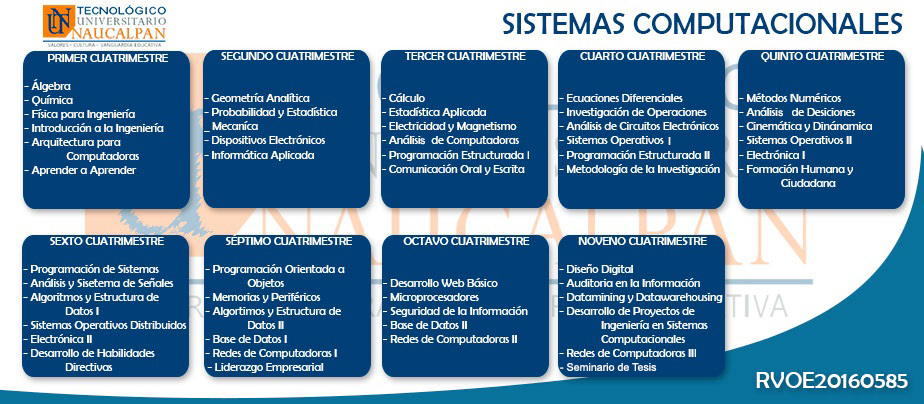 TECNOLÓGICO
UNIVERSITARIO
NAUCALPAN
VALORES - CULTURA - VANGUARDIA EDUCATIVA
SISTEMAS COMPUTACIONALES
PRIMER CUATRIMESTRE
- Álgebra
- Química
- Física para Ingeniería
- Introducción a la Ingeniería
- Arquitectura para
Computadoras
- Aprender a Aprender
SEGUNDO CUATRIMESTRE
- Geometría Analítica
- Probabilidad y Estadística
_ Mecaníca
- Dispositivos Electrónicos
- Informática Aplicada
TERCER CUATRIMESTRE
- Cálculo
- Estadística Aplicada
- Electricidad y Magnetismo
- Análisis de Computadoras
- Programación Estructurada I
- Comunicación Oral y Escrita
CUARTO CUATRIMESTRE
- Ecuaciones Diferenciales
- Investigación de Operaciones
- Análisis de Circuitos Electrónicos
- Sistemas Operativos I
- Programación Estructurada II
- Metodología de la Investigación
QUINTO CUATRIMESTRE
- Métodos Numéricos
- Análisis de Desiciones
- Cinemática y Dinánamica
- Sistemas Operativos II
- Electrónica I
- Formación Humana y
Ciudadana
SEXTO CUATRIMESTRE
- Programación de Sistemas
- Análisis y Sisetema de Señales
- Algoritmos y Estructura de
Datos I
- Sistemas Operativos Distribuidos
- Electrónica II
- Desarrollo de Habilidades
Directivas
SÉPTIMO CUATRIMESTRE
- Programación Orientada a
Objetos
- Memorias y Periféricos
- Algortimos y Estructura de
Datos II
- Base de Datos I
- Redes de Computadoras I
- Liderazgo Empresarial
OCTAVO CUATRIMESTRE
- Desarrollo Web Básico
- Microprocesadores
- Seguridad de la Información
- Base de Datos II
- Redes de Computadoras II
NOVENO CUATRIMESTRE
- Diseño Digital
- Auditoria en la Información
- Datamining y Datawarehousing
- Desarrollo de Proyectos de
Ingeniería en Sistemas
Computacionales
- Redes de Computadoras III
- Seminario de Tesis
NAUCALPAN
RVOE20160585